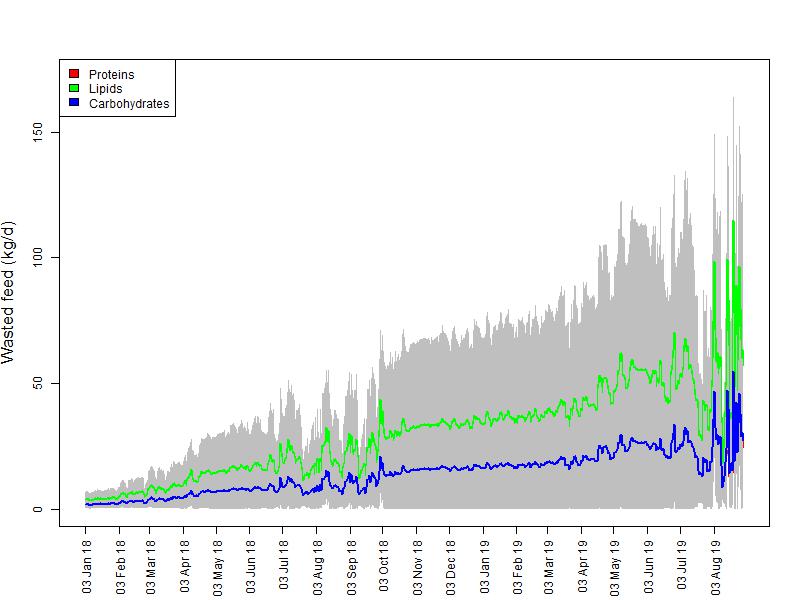 Proteins
Lipids
Carbohydrates
Wasted feed (kg/d)
150
100
50
0
03 Jan 18
03 Feb 18
03 Mar 18
03 Apr 18
03 May 18
03 Jun 18
03 Jul 18
03 Aug 18
03 Sep 18
03 Oct 18
03 Nov 18
03 Dec 18
03 Jan 19
03 Feb 19
03 Mar 19
03 Apr 19
03 May 19
03 Jun 19
03 Jul 19
03 Aug 19